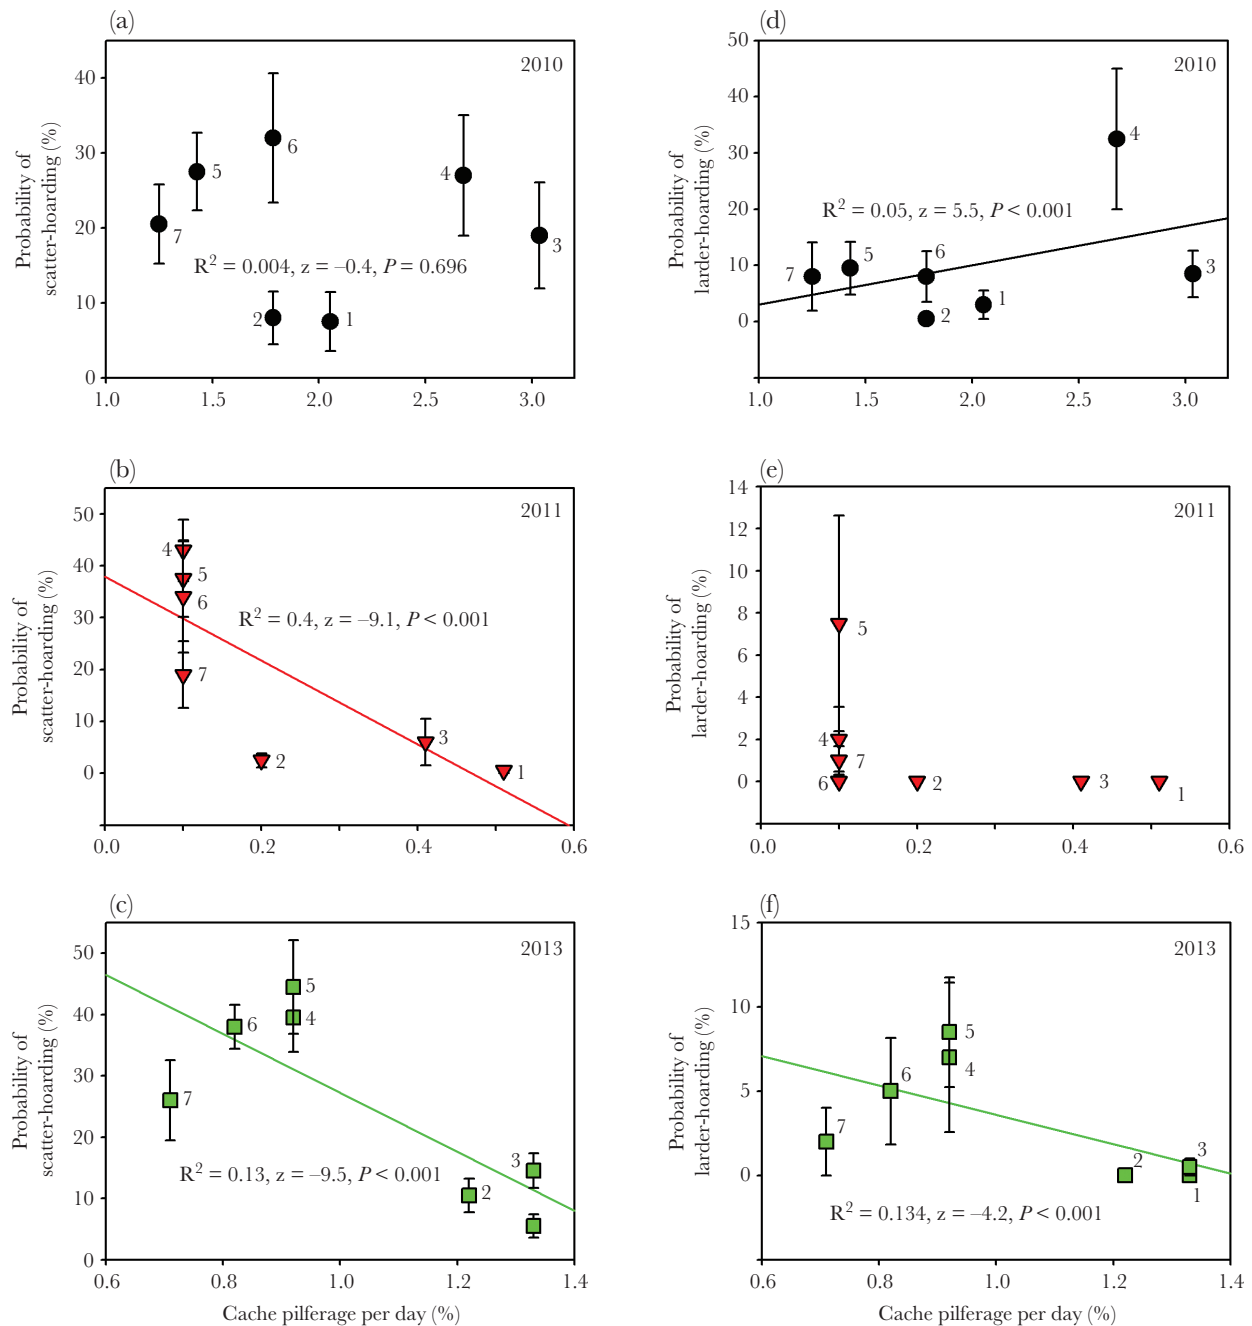 (a)
2010
40
30
20
10
0
1.0 1.5 2.0 2.5 3.0
Probability of
scatter-hoarding (%)
6
5
4
7
3
R² = 0.004, z = –0.4, P = 0.696
2
1
(d)
2010
50
40
30
20
10
0
1.0 1.5 2.0 2.5 3.0
Probability of
larder-hoarding (%)
4
R² = 0.05, z = 5.5, P < 0.001
7
5
6
3
2
1
(b)
2011
50
40
30
20
10
0
0.0 0.2 0.4 0.6
Probability of
scatter-hoarding (%)
4
5
6
R² = 0.4, z = –9.1, P < 0.001
7
3
2
1
(e)
2011
14
12
10
8
6
4
2
0
0.0 0.2 0.4 0.6
Probability of
larder-hoarding (%)
5
4
7
6
2
3
1
(c)
2013
50
40
30
20
10
0
0.6 0.8 1.0 1.2 1.4
Probability of
scatter-hoarding (%)
5
4
6
7
3
R² = 0.13, z = –9.5, P < 0.001
2
Cache pilferage per day (%)
(f)
2013
15
10
5
0
0.6 0.8 1.0 1.2 1.4
Probability of
larder-hoarding (%)
5
4
6
7
2
3
1
R² = 0.134, z = –4.2, P < 0.001
Cache pilferage per day (%)